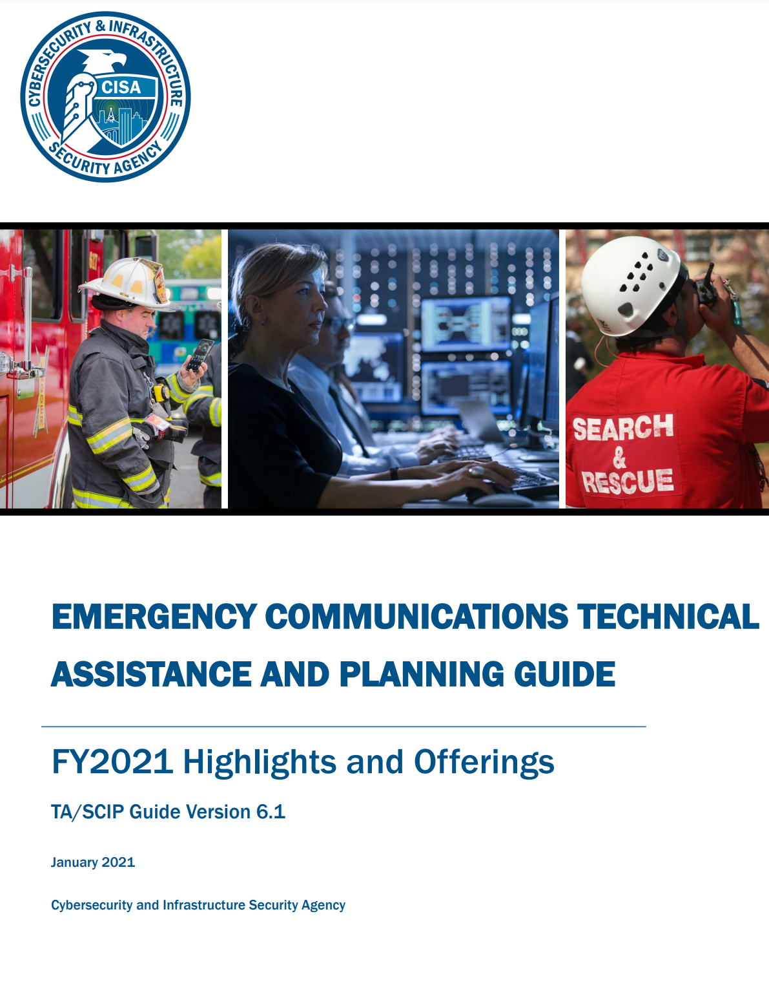 CYBERSECURITY & INFRASTRUCTURE
SECURITY AGENCY
CISA
SEARCH
&
RESCUE
EMERGENCY COMMUNICATIONS TECHNICAL
ASSISTANCE AND PLANNING GUIDE
FY2021 Highlights and Offerings
TA/SCIP Guide Version 6.1
January 2021
Cybersecurity and Infrastructure Security Agency